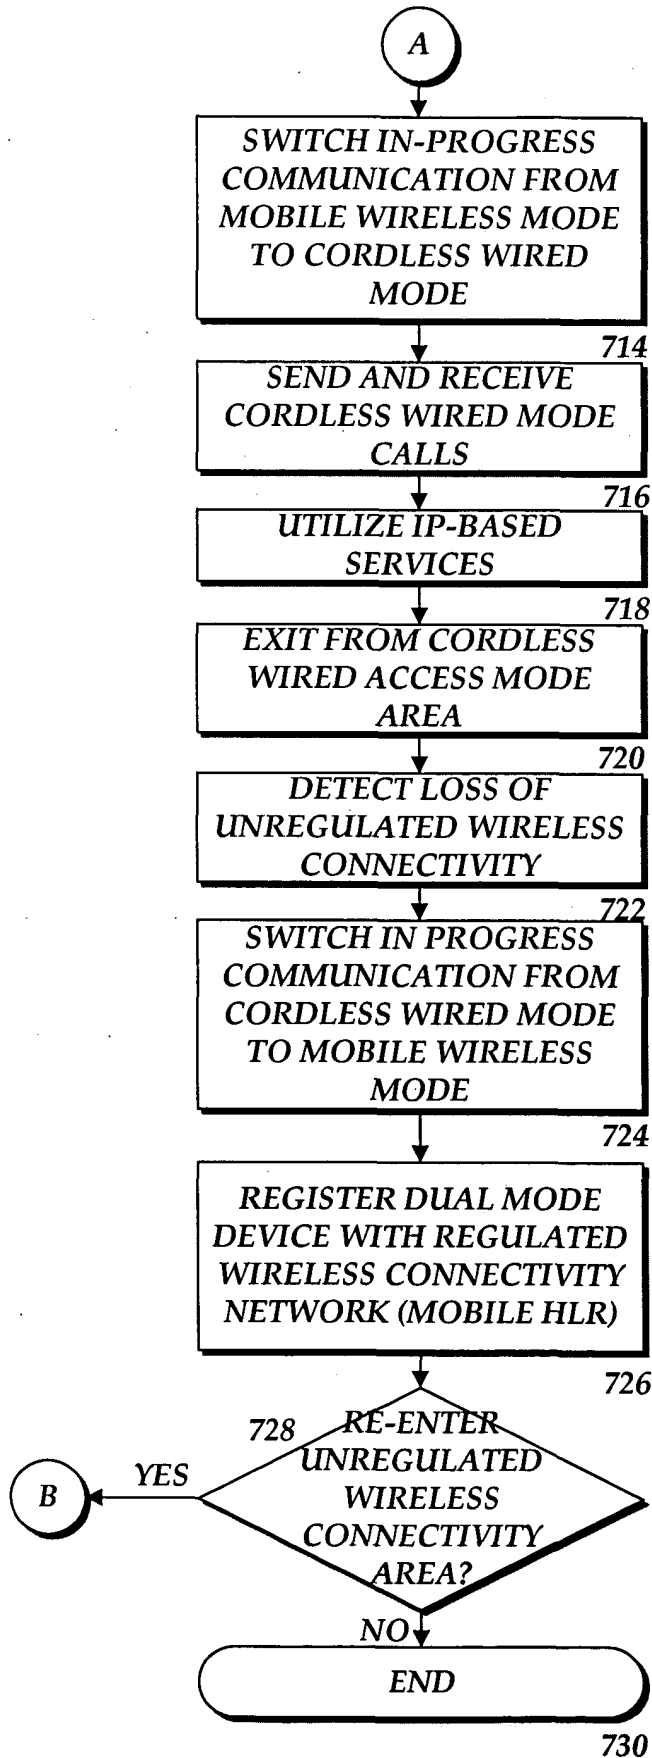 A
SWITCH IN-PROGRESS
COMMUNICATION FROM
MOBILE WIRELESS MODE
TO CORDLESS WIRED
MODE
714
SEND AND RECEIVE
CORDLESS WIRED MODE
CALLS
716
UTILIZE IP-BASED
SERVICES
718
EXIT FROM CORDLESS
WIRED ACCESS MODE
AREA
720
DETECT LOSS OF
UNREGULATED WIRELESS
CONNECTIVITY
722
SWITCH IN PROGRESS
COMMUNICATION FROM
CORDLESS WIRED MODE
TO MOBILE WIRELESS
MODE
724
REGISTER DUAL MODE
DEVICE WITH REGULATED
WIRELESS CONNECTIVITY
NETWORK (MOBILE HLR)
726
728
RE-ENTER
UNREGULATED
WIRELESS
CONNECTIVITY
AREA?
YES
B
NO
END
730